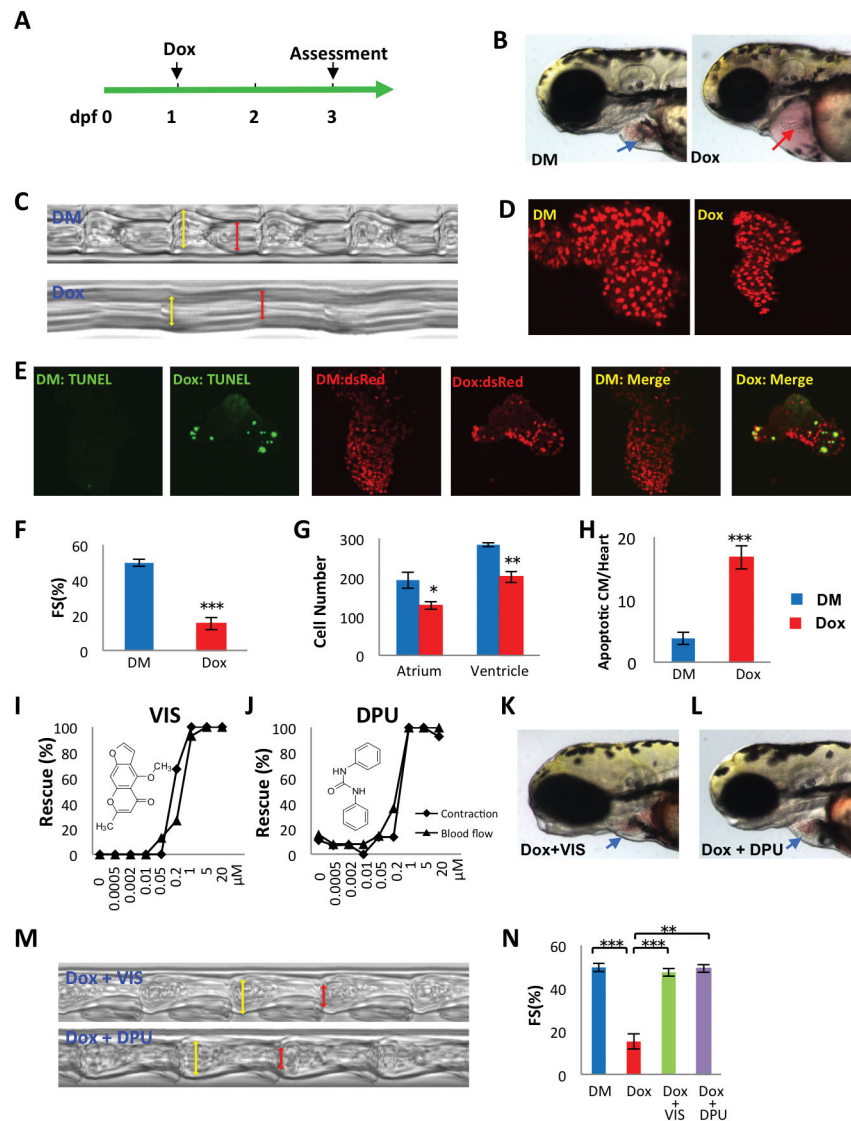 A
Dox
Assessment
dpf 0 1 2 3
B
DM
Dox
C
DM
Dox
D
DM
Dox
E
DM: TUNEL
Dox: TUNEL
DM:dsRed
Dox:dsRed
DM: Merge
Dox: Merge
F
FS(%)
60
40
20
0
***
DM Dox
G
Cell Number
300
200
100
0
*
**
Atrium Ventricle
H
Apoptotic CM/Heart
20
10
0
***
DM Dox
DM
Dox
I
VIS
Rescue (%)
100
80
60
40
20
0
O
O
CH₃
O
O
H₃C
0 0.0005 0.002 0.01 0.05 0.2 1 5 20
μM
J
DPU
Rescue (%)
100
80
60
40
20
0
HN
O
NH
Contraction
Blood flow
0 0.0005 0.002 0.01 0.05 0.2 1 5 20
μM
K
Dox+VIS
L
Dox + DPU
M
Dox + VIS
Dox + DPU
N
FS(%)
60
40
20
0
**
*** ***
DM Dox Dox + VIS Dox + DPU